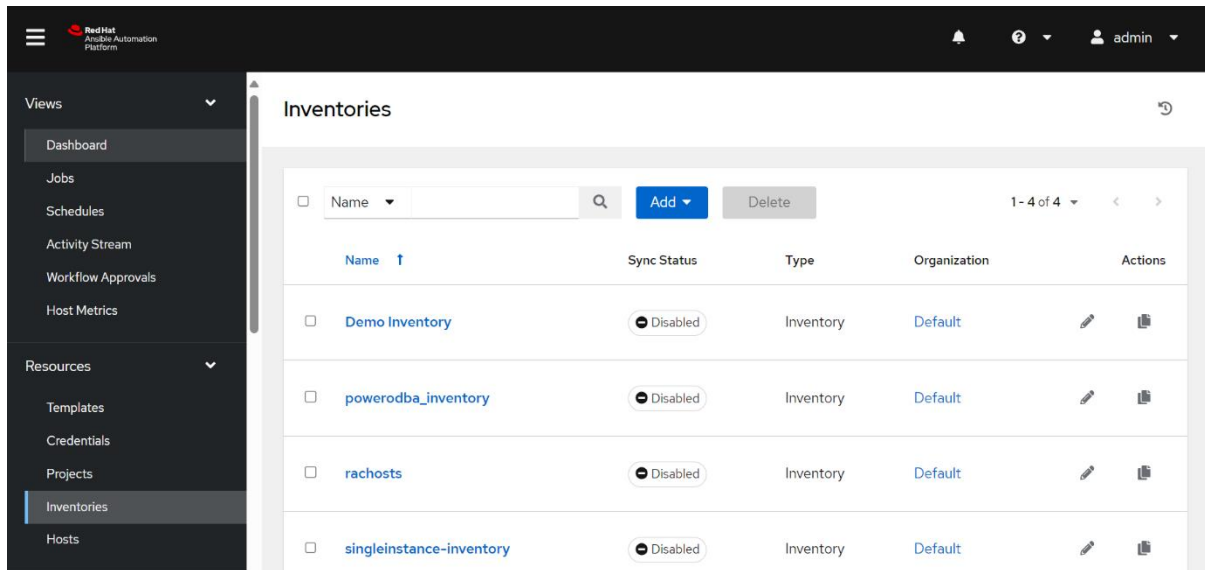 Red Hat
Ansible Automation
Platform
admin
Views
Dashboard
Jobs
Schedules
Activity Stream
Workflow Approvals
Host Metrics
Resources
Templates
Credentials
Projects
Inventories
Hosts
Inventories
Name
Add
Delete
1 - 4 of 4
Name Sync Status Type Organization Actions
Demo Inventory Disabled Inventory Default
powerodba_inventory Disabled Inventory Default
rachosts Disabled Inventory Default
singleinstance-inventory Disabled Inventory Default